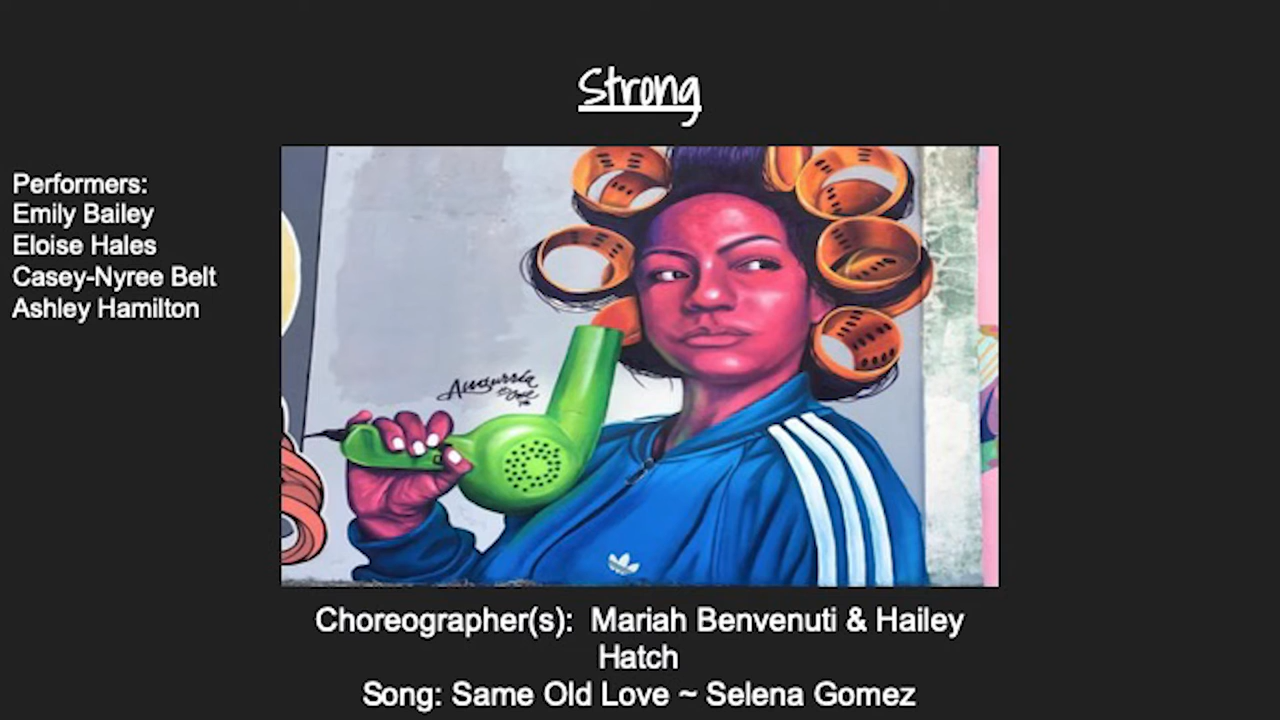 Strong
Performers:
Emily Bailey
Eloise Hales
Casey-Nyree Belt
Ashley Hamilton
Choreographer(s):  Mariah Benvenuti & Hailey
Hatch
Song: Same Old Love ~ Selena Gomez